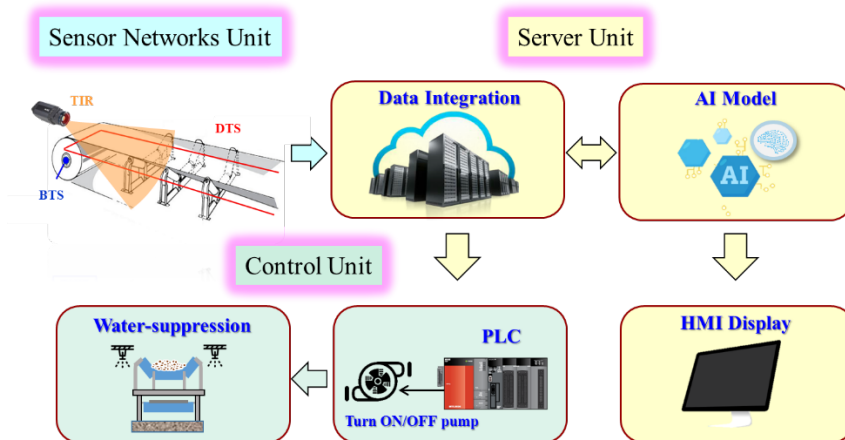 Sensor Networks Unit
Server Unit
TIR
DTS
BTS
Data Integration
AI Model
AI
Control Unit
Water-suppression
PLC
Turn ON/OFF pump
HMI Display